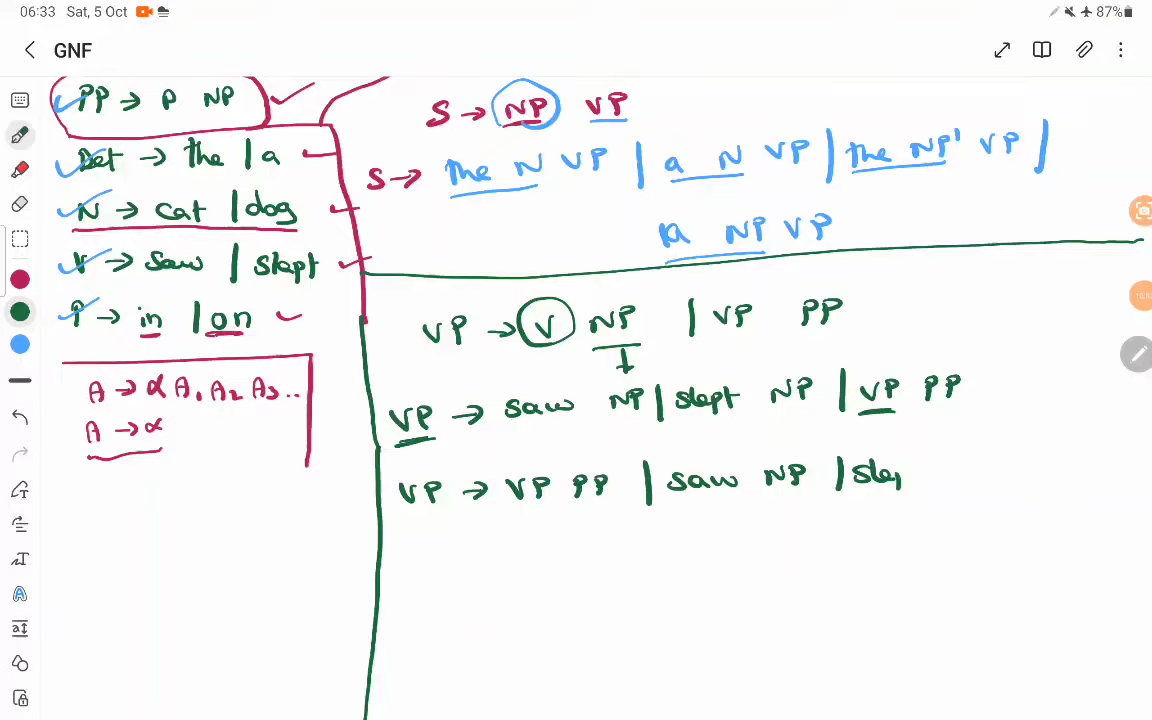 06:33 Sat, 5 Oct 87%
GNF
PP → P NP
Det → the | a
N → cat | dog
V → saw | slept
P → in | on
A → α A₁ A₂ A₃ ..
A → α
S → NP VP
S → the N VP | a N VP | the NP' VP |
a NP VP
VP → V NP | VP PP
VP → saw NP | slept NP | VP PP
VP → VP PP | saw NP | slep